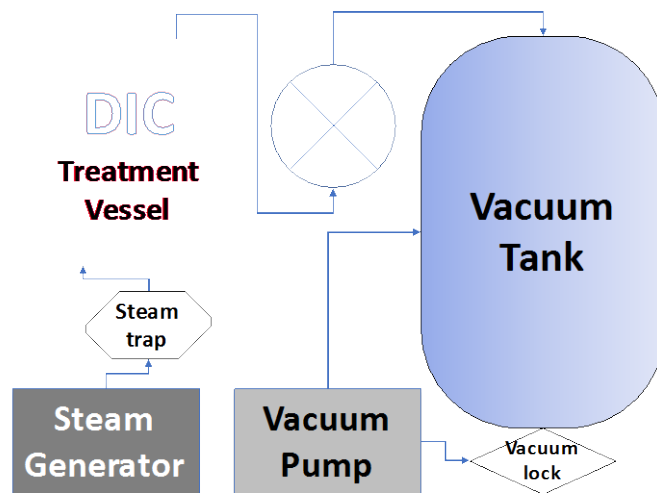 DIC
Treatment
Vessel
Vacuum
Tank
Steam
trap
Steam
Generator
Vacuum
Pump
Vacuum
lock